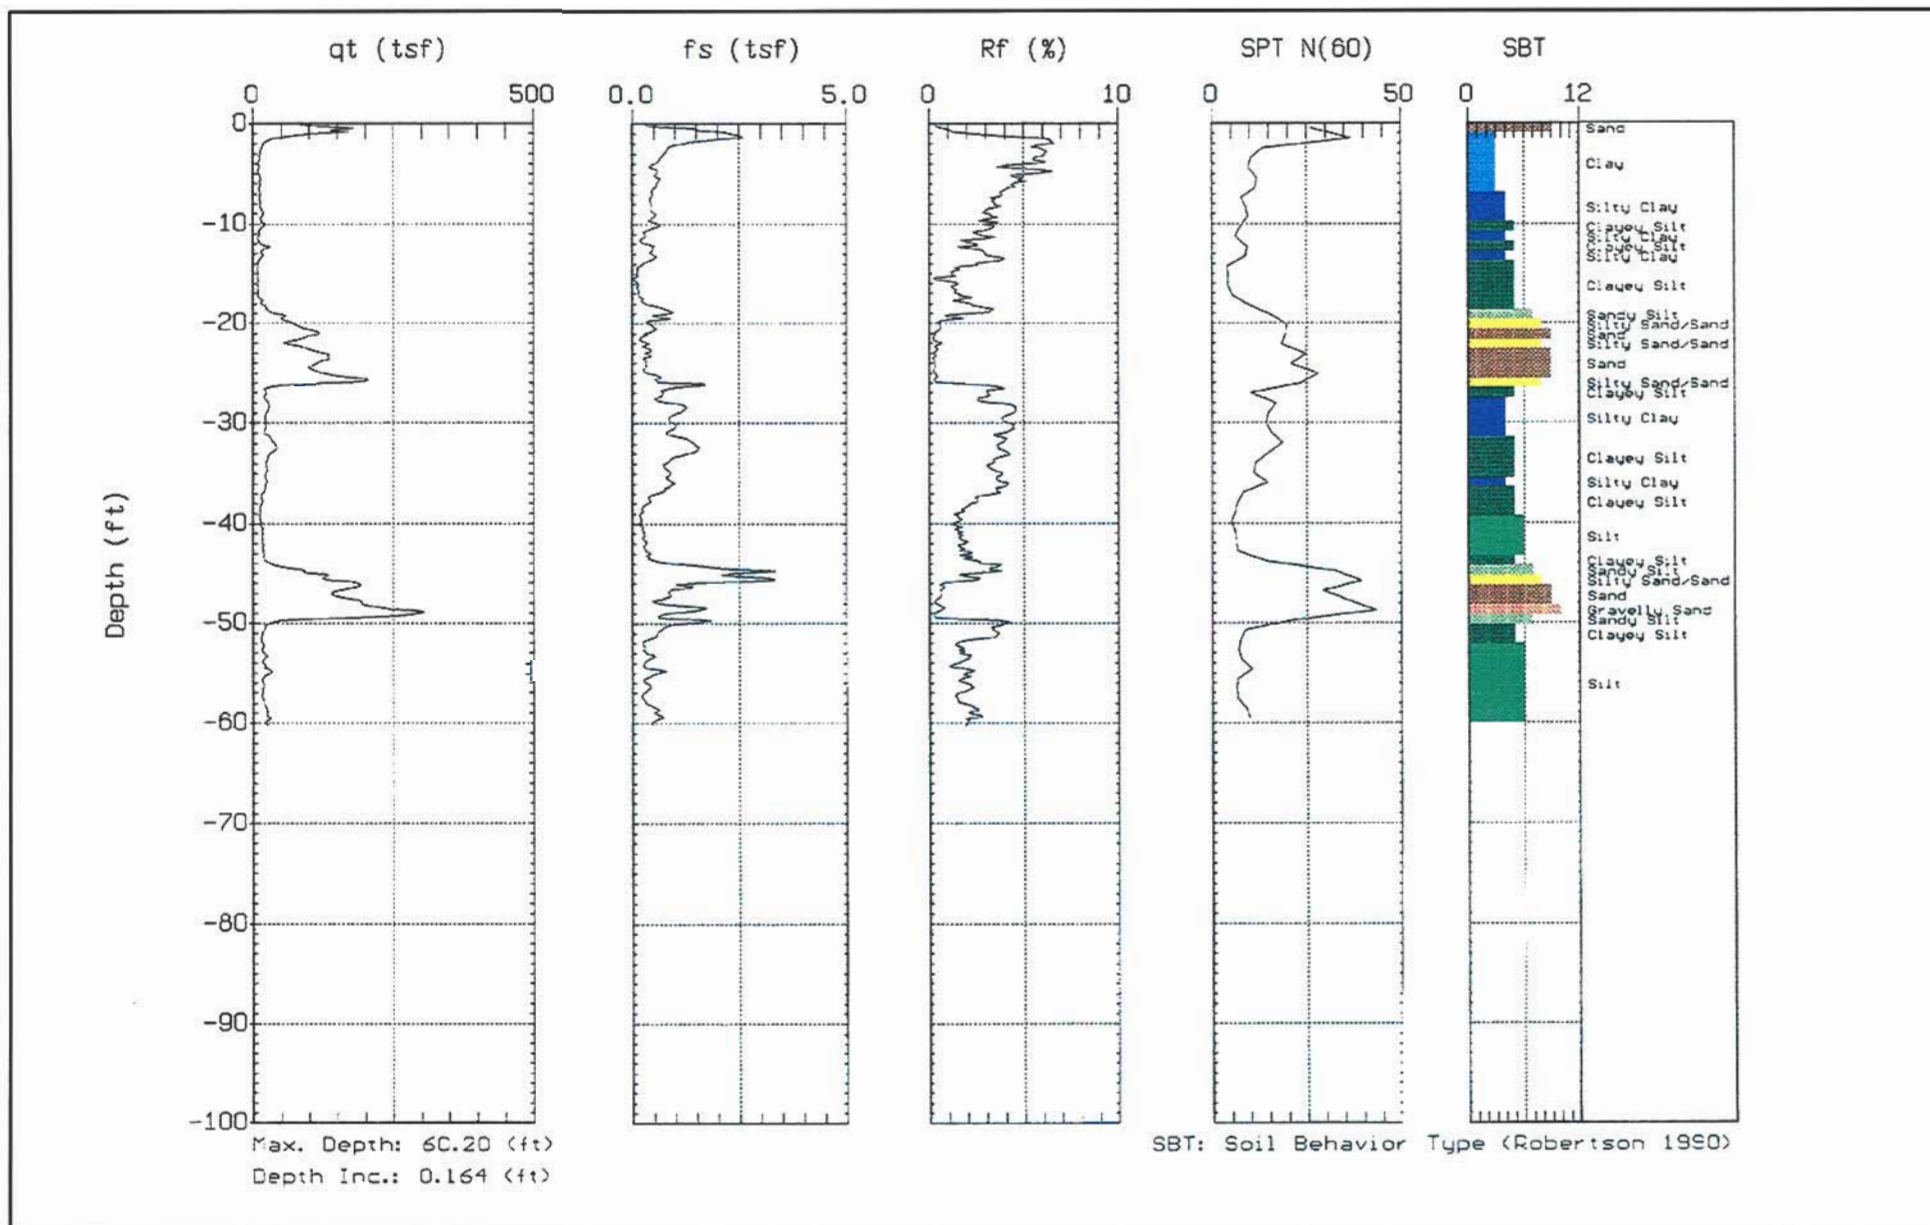 qt (tsf) fs (tsf) Rf (%) SPT N(60) SBT
0 500 0.0 5.0 0 10 0 50 0 12
0
-10
-20
-30
-40
-50
-60
-70
-80
-90
-100
Depth (ft)
Sand
Clay
Silty Clay
Clayey Silt
Silty Clay
Clayey Silt
Silty Clay
Clayey Silt
Sandy Silt
Silty Sand/Sand
Sand
Silty Sand/Sand
Sand
Silty Sand/Sand
Clayey Silt
Silty Clay
Clayey Silt
Silty Clay
Clayey Silt
Silt
Clayey Silt
Sandy Silt
Silty Sand/Sand
Sand
Gravelly Sand
Sandy Silt
Clayey Silt
Silt
Max. Depth: 60.20 (ft)
Depth Inc.: 0.164 (ft)
SBT: Soil Behavior Type (Robertson 1990)